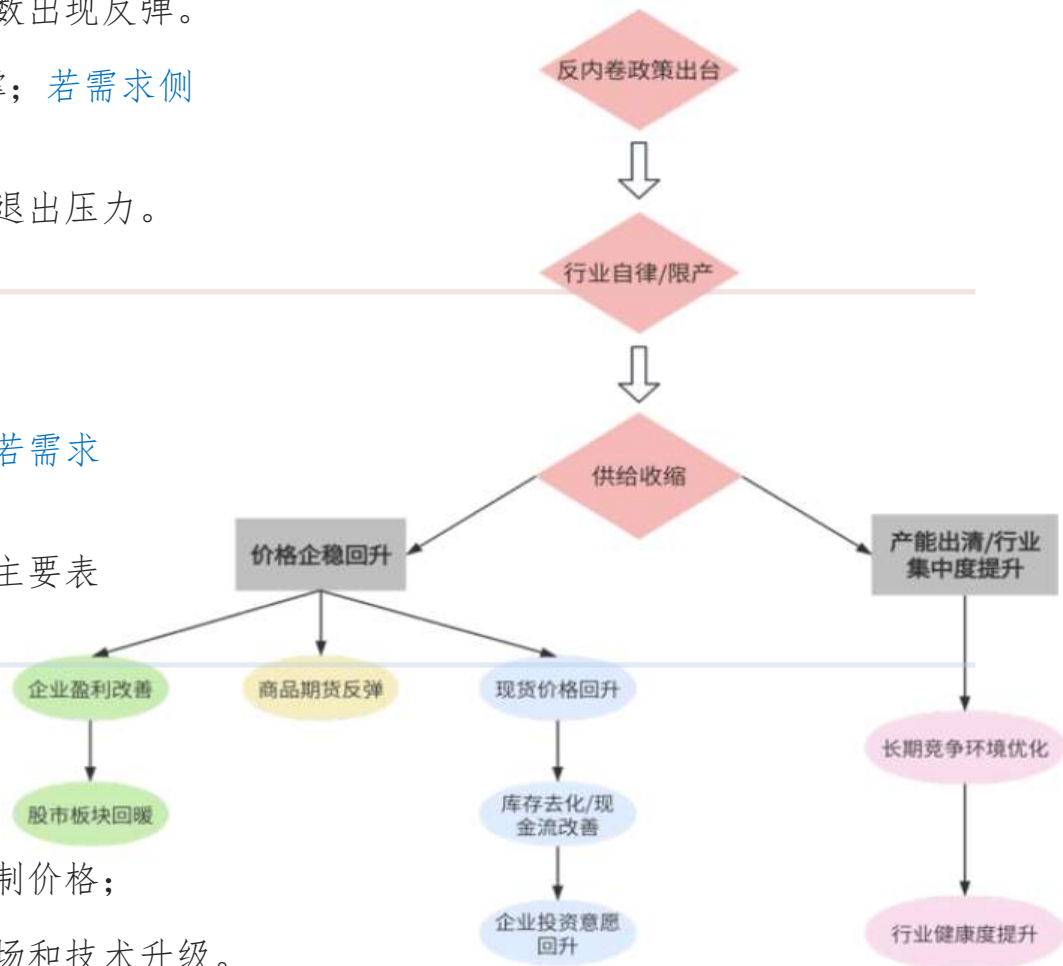 数出现反弹。
；若需求侧
退出压力。
若需求
主要表
制价格；
场和技术升级。
反内卷政策出台
行业自律/限产
供给收缩
价格企稳回升
产能出清/行业
集中度提升
企业盈利改善
商品期货反弹
现货价格回升
长期竞争环境优化
股市板块回暖
库存去化/现
金流改善
企业投资意愿
回升
行业健康度提升